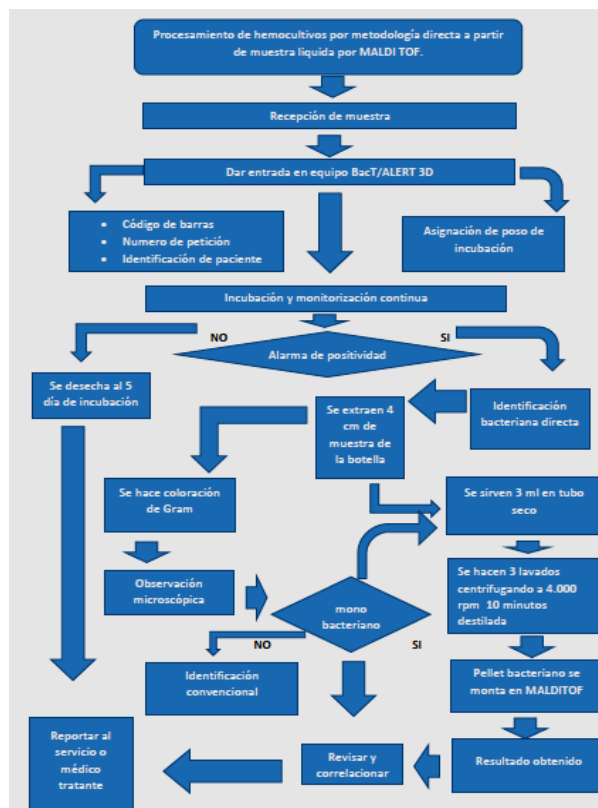 Procesamiento de hemocultivos por metodología directa a partir
de muestra liquida por MALDI TOF.
Recepción de muestra
Dar entrada en equipo BacT/ALERT 3D
• Código de barras
• Numero de petición
• Identificación de paciente
Asignación de poso de
incubación
Incubación y monitorización continua
NO
SI
Alarma de positividad
Se desecha al 5
día de incubación
Identificación
bacteriana directa
Se extraen 4
cm de
muestra de
la botella
Se hace coloración
de Gram
Se sirven 3 ml en tubo
seco
Observación
microscópica
mono
bacteriano
Se hacen 3 lavados
centrifugando a 4.000
rpm 10 minutos
destilada
NO
SI
Identificación
convencional
Pellet bacteriano se
monta en MALDITOF
Reportar al
servicio o
médico
tratante
Revisar y
correlacionar
Resultado obtenido